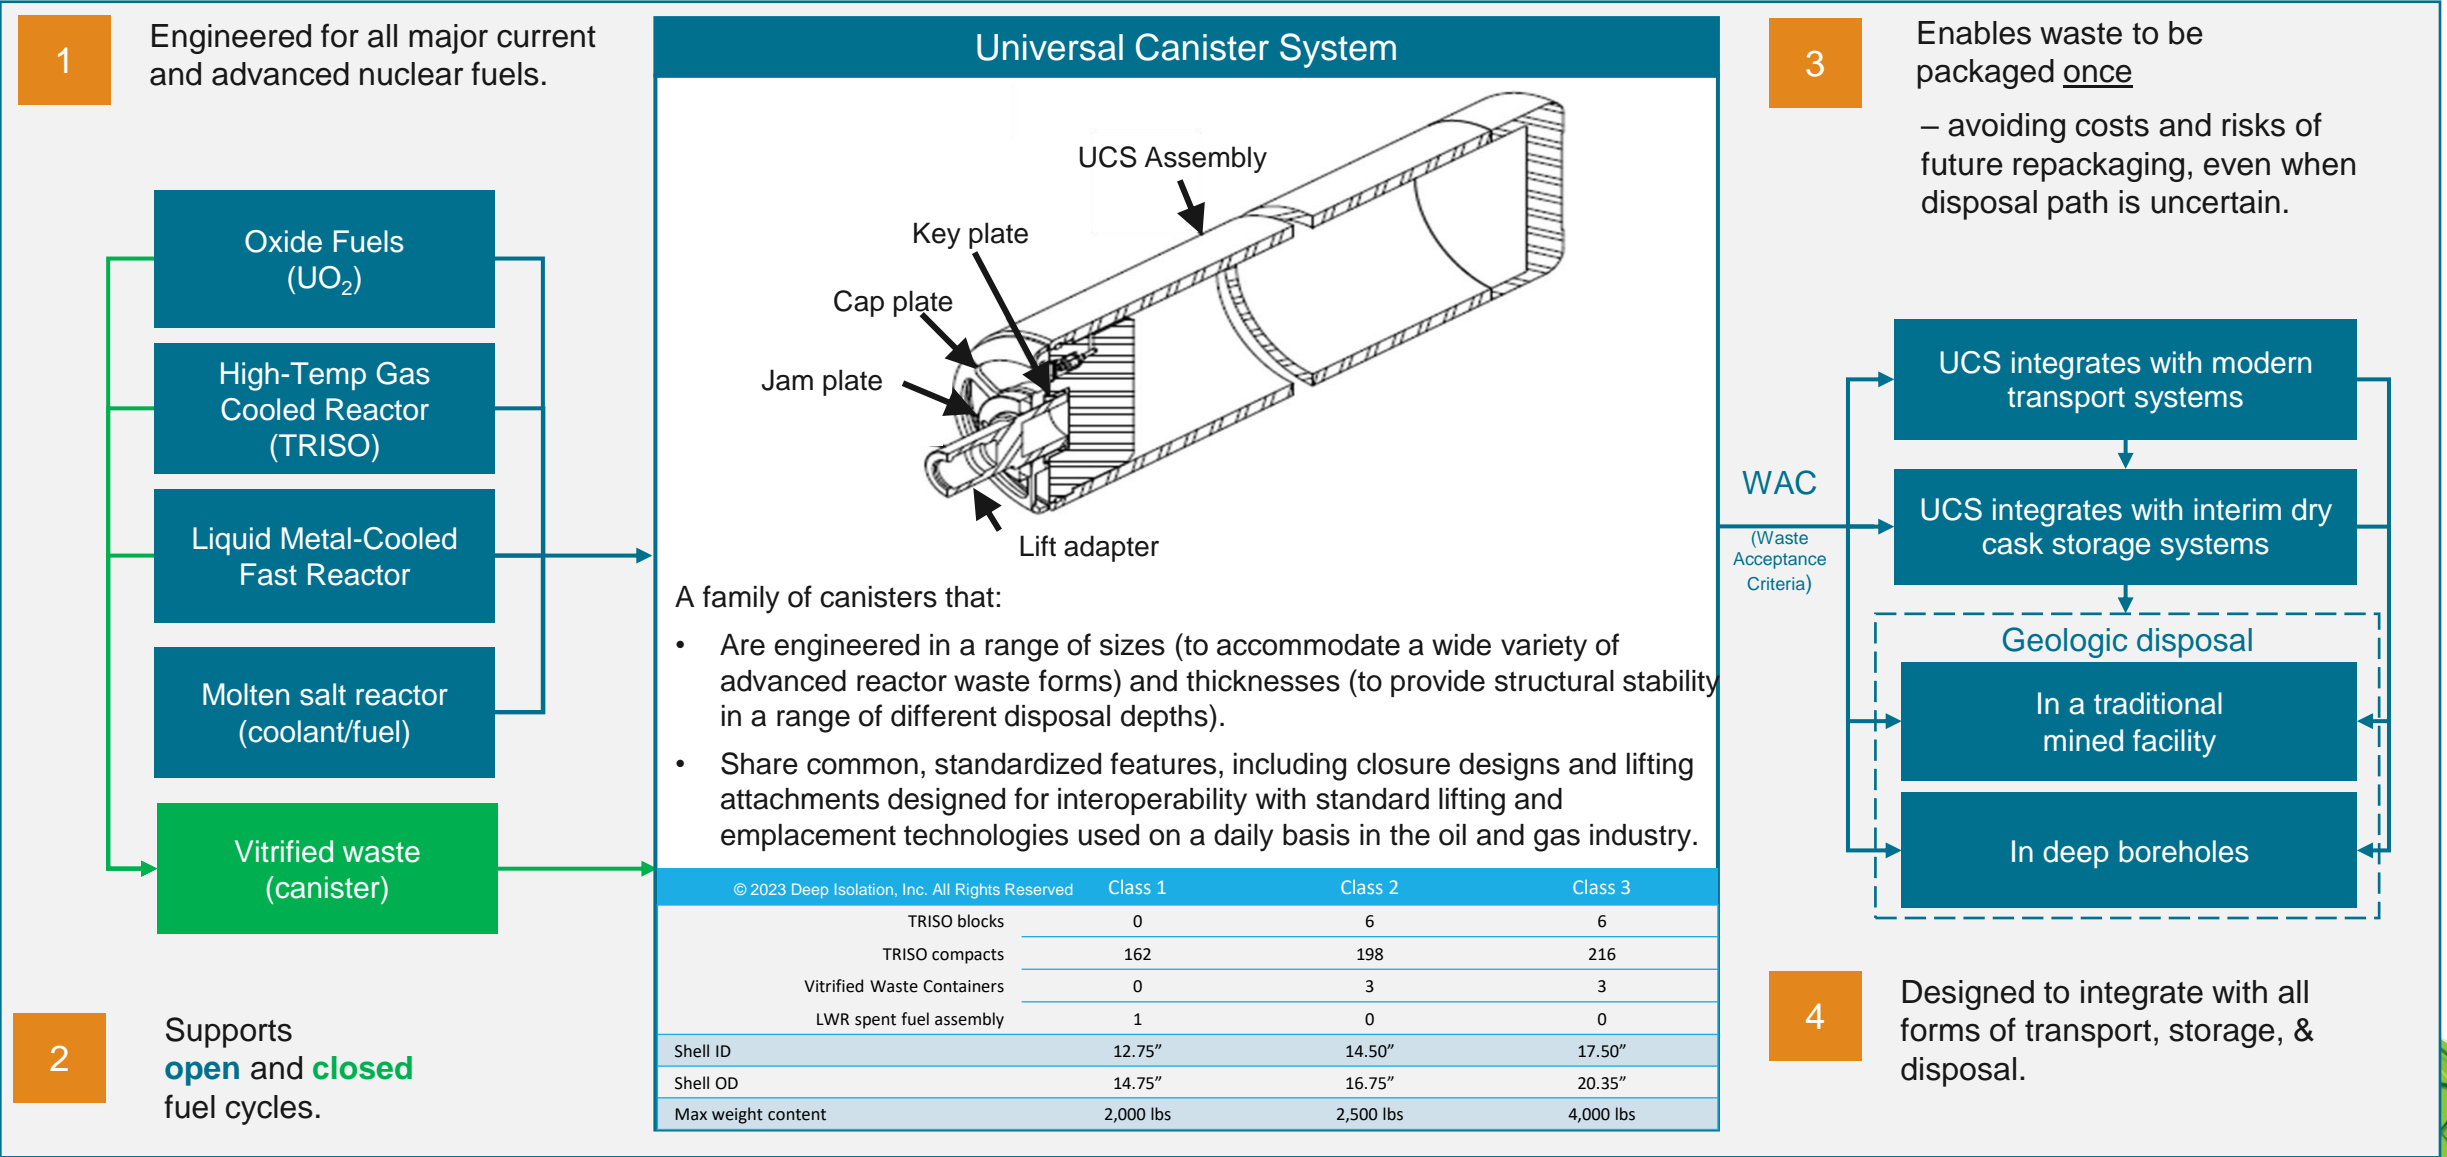 1
Engineered for all major current
and advanced nuclear fuels.
Oxide Fuels
(UO₂)
High-Temp Gas
Cooled Reactor
(TRISO)
Liquid Metal-Cooled
Fast Reactor
Molten salt reactor
(coolant/fuel)
Vitrified waste
(canister)
2
Supports
open and closed
fuel cycles.
Universal Canister System
UCS Assembly
Key plate
Cap plate
Jam plate
Lift adapter
A family of canisters that:
• Are engineered in a range of sizes (to accommodate a wide variety of
advanced reactor waste forms) and thicknesses (to provide structural stability
in a range of different disposal depths).
• Share common, standardized features, including closure designs and lifting
attachments designed for interoperability with standard lifting and
emplacement technologies used on a daily basis in the oil and gas industry.
© 2023 Deep Isolation, Inc. All Rights Reserved Class 1 Class 2 Class 3
TRISO blocks 0 6 6
TRISO compacts 162 198 216
Vitrified Waste Containers 0 3 3
LWR spent fuel assembly 1 0 0
Shell ID 12.75” 14.50” 17.50”
Shell OD 14.75” 16.75” 20.35”
Max weight content 2,000 lbs 2,500 lbs 4,000 lbs
WAC
(Waste
Acceptance
Criteria)
3
Enables waste to be
packaged once
– avoiding costs and risks of
future repackaging, even when
disposal path is uncertain.
UCS integrates with modern
transport systems
UCS integrates with interim dry
cask storage systems
Geologic disposal
In a traditional
mined facility
In deep boreholes
4
Designed to integrate with all
forms of transport, storage, &
disposal.